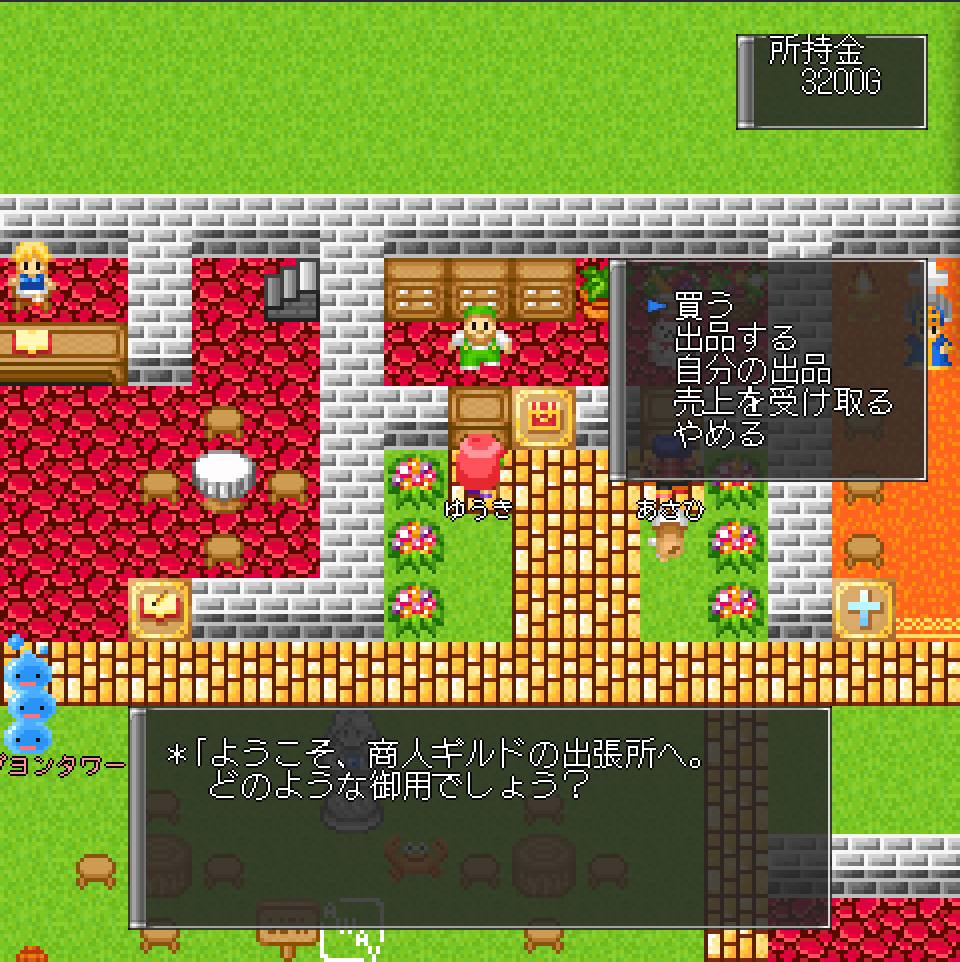 所持金
3200G
買う
出品する
自分の出品
売上を受け取る
やめる
ゆうき
あさひ
ヨンタワー
*「ようこそ、商人ギルドの出張所へ。
どのような御用でしょう?